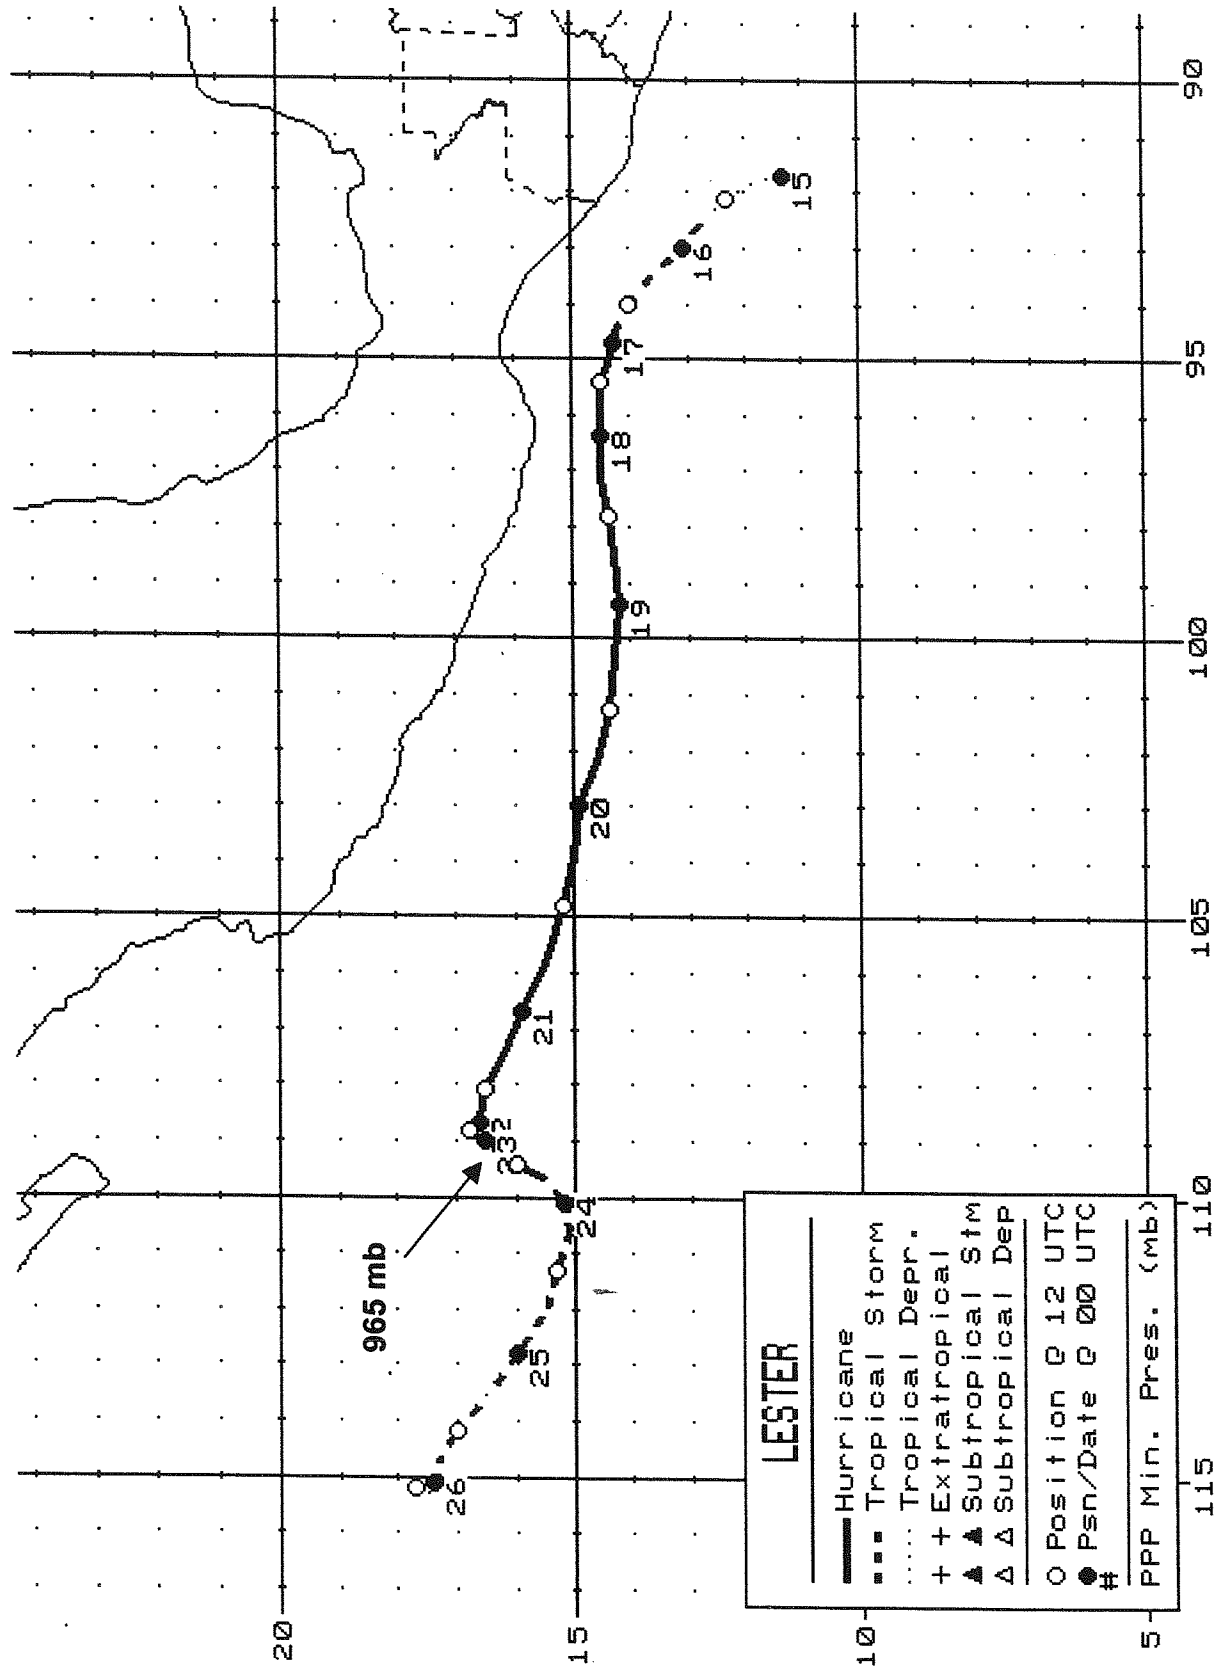 965 mb
15
16
17
18
19
20
21
2
23
24
25
26
20
15
10
5
115
110
105
100
95
90
LESTER
Hurricane
Tropical Storm
Tropical Depr.
+ + Extratropical
▲ ▲ Subtropical Stm
△ △ Subtropical Dep
○ Position @ 12 UTC
● Psn/Date @ 00 UTC
#
PPP Min. Pres. (mb)